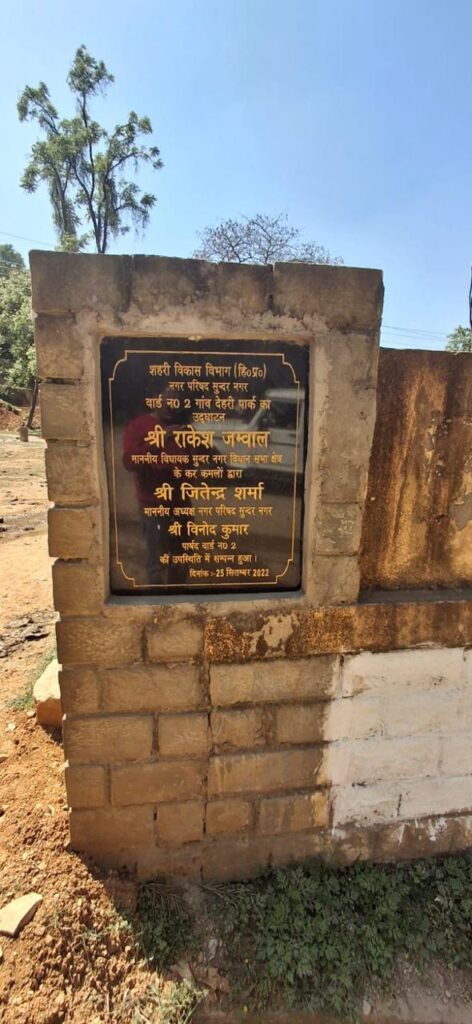 शहरी विकास विभाग (हि०प्र०)
नगर परिषद सुन्दर नगर
वार्ड न0 2 गांव देहरी पार्क का
उद्घाटन
श्री राकेश जम्वाल
माननीय विधायक सुन्दर नगर विधान सभा क्षेत्र
के कर कमलों द्वारा
श्री जितेन्द्र शर्मा
माननीय अध्यक्ष नगर परिषद सुन्दर नगर
श्री विनोद कुमार
पार्षद वार्ड न0 2
की उपस्थिति में सम्पन्न हुआ।
दिनांक :- 25 सितम्बर 2022